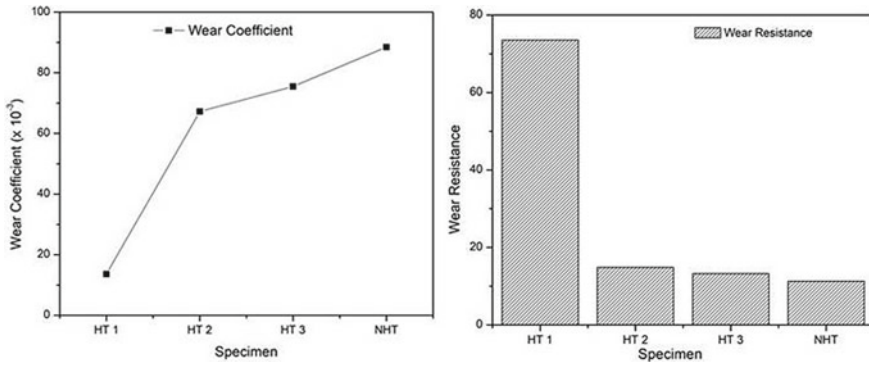 100
80
60
40
20
0
Wear Coefficient (x 10⁻³)
Wear Coefficient
HT 1 HT 2 HT 3 NHT
Specimen
80
60
40
20
0
Wear Resistance
Wear Resistance
HT 1 HT 2 HT 3 NHT
Specimen